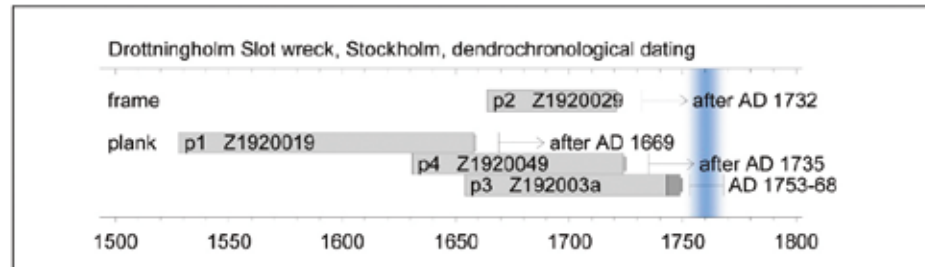 Drottningholm Slot wreck, Stockholm, dendrochronological dating
frame p2 Z1920029 after AD 1732
plank p1 Z1920019 after AD 1669
p4 Z1920049 after AD 1735
p3 Z192003a AD 1753-68
1500 1550 1600 1650 1700 1750 1800